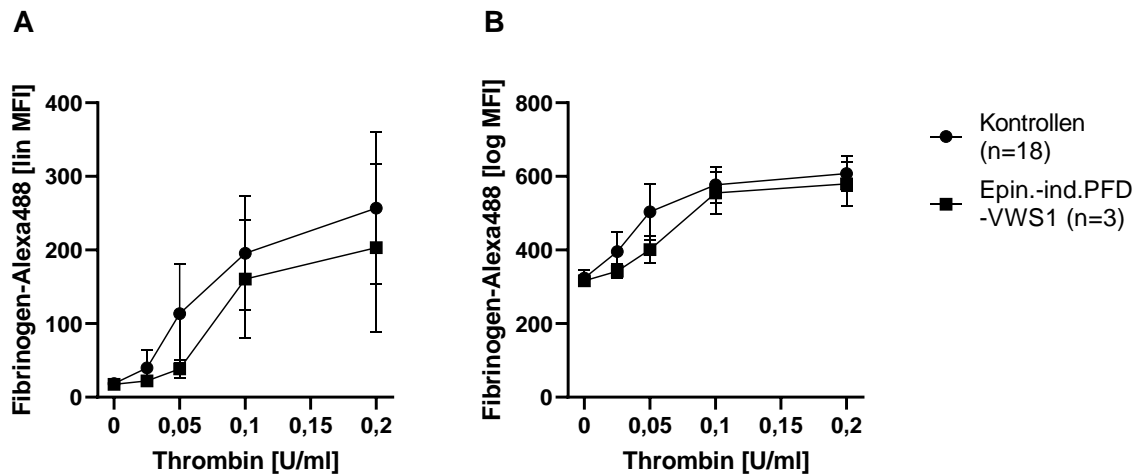 A
Fibrinogen-Alexa488 [lin MFI]
400
300
200
100
0
0 0,05 0,1 0,15 0,2
Thrombin [U/ml]
B
Fibrinogen-Alexa488 [log MFI]
800
600
400
200
0
0 0,05 0,1 0,15 0,2
Thrombin [U/ml]
Kontrollen
(n=18)
Epin.-ind.PFD
-VWS1 (n=3)